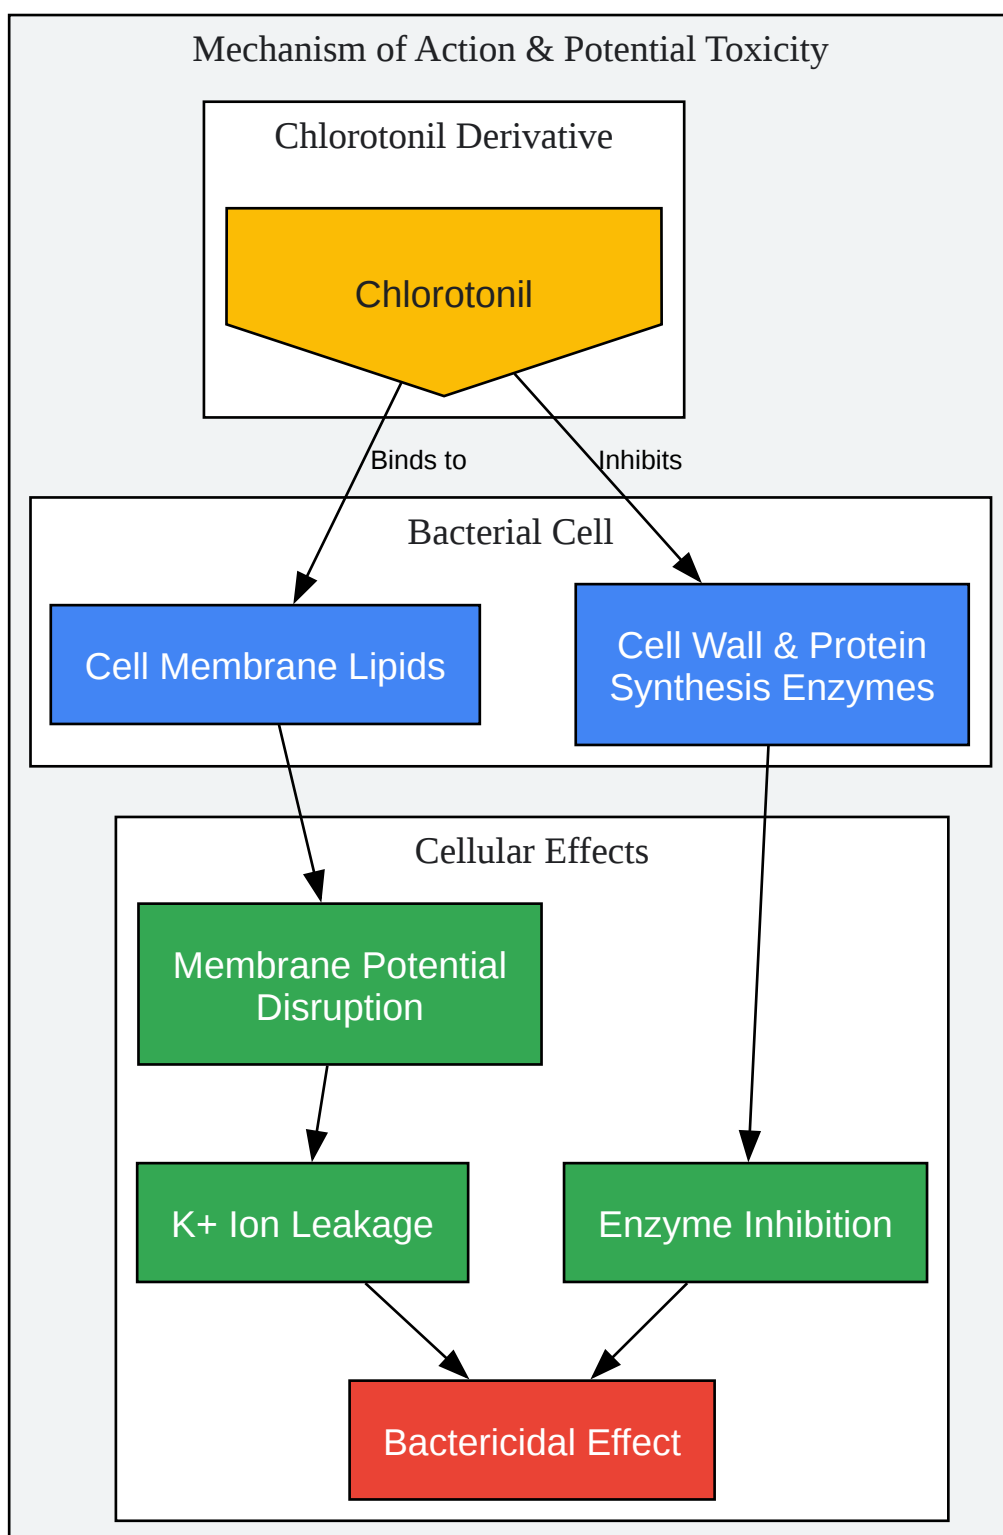 Mechanism of Action & Potential Toxicity
Chlorotonil Derivative
Chlorotonil
Binds to
Inhibits
Bacterial Cell
Cell Membrane Lipids
Cell Wall & Protein
Synthesis Enzymes
Cellular Effects
Membrane Potential
Disruption
K+ Ion Leakage
Enzyme Inhibition
Bactericidal Effect